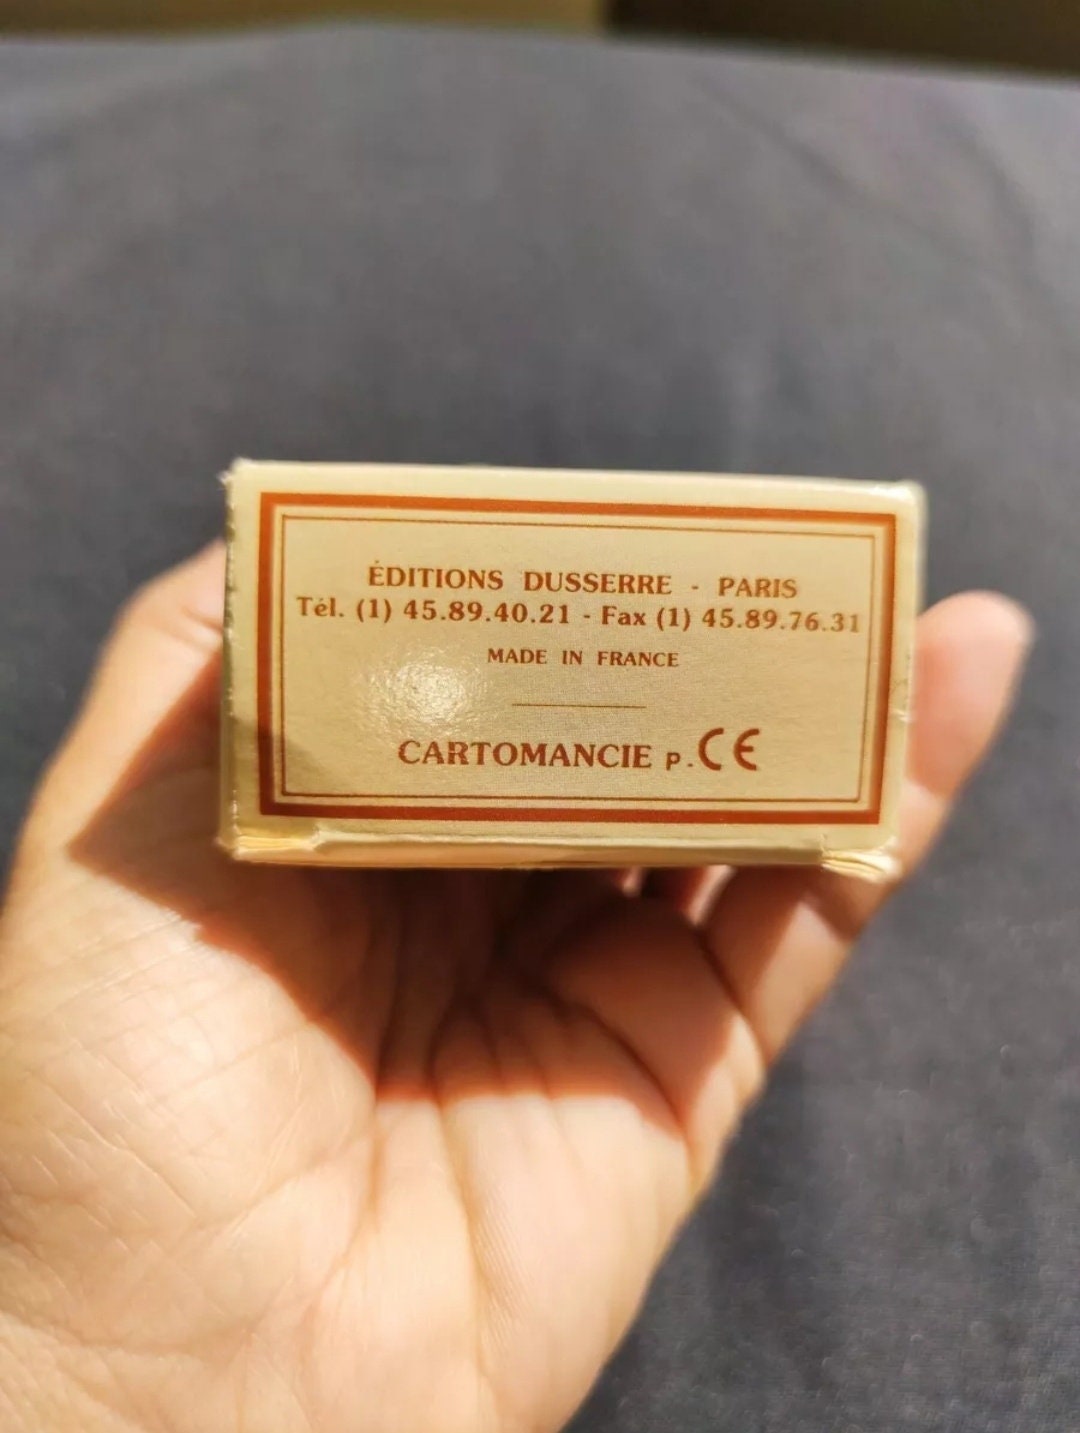 ÉDITIONS DUSSERRE - PARIS
Tél. (1) 45.89.40.21 - Fax (1) 45.89.76.31
MADE IN FRANCE
CARTOMANCIE P. CE